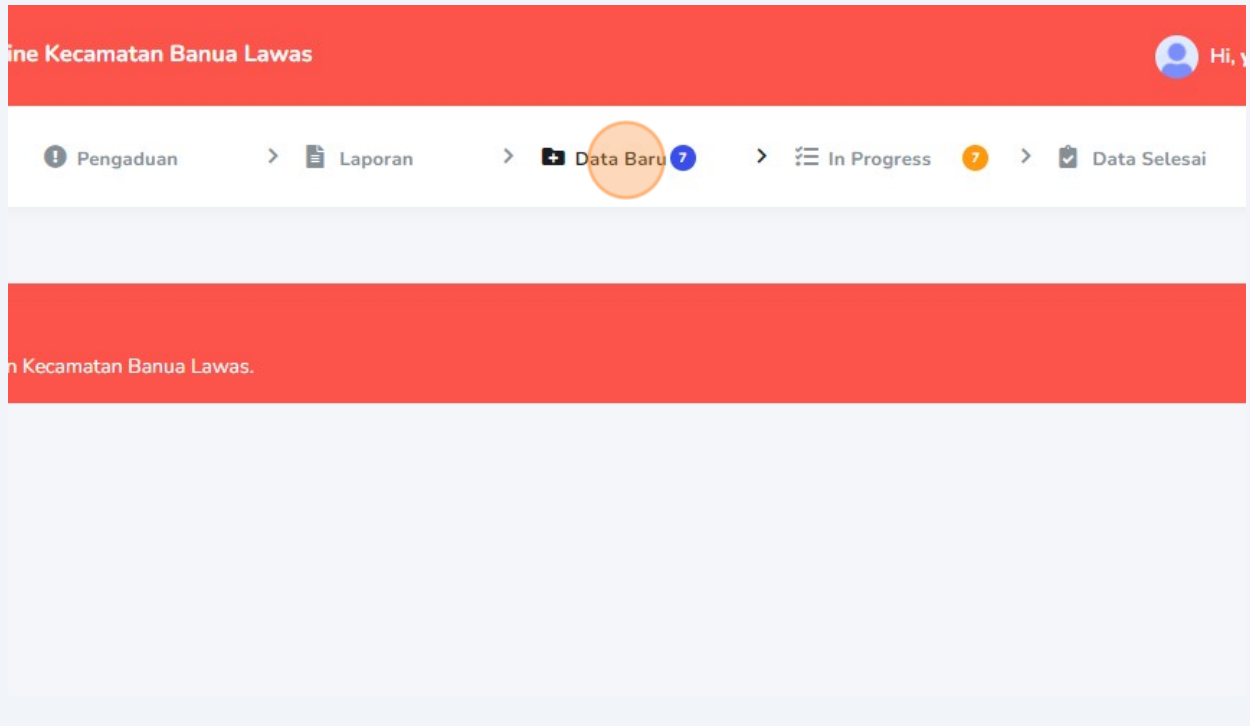 ine Kecamatan Banua Lawas
Hi,
Pengaduan > Laporan > Data Baru 7 > In Progress 7 > Data Selesai
n Kecamatan Banua Lawas.